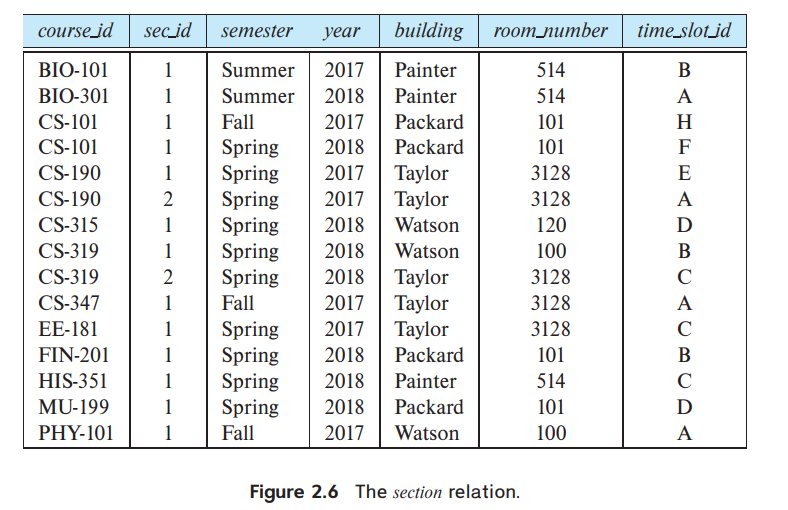 course_id sec_id semester year building room_number time_slot_id
BIO-101 1 Summer 2017 Painter 514 B
BIO-301 1 Summer 2018 Painter 514 A
CS-101 1 Fall 2017 Packard 101 H
CS-101 1 Spring 2018 Packard 101 F
CS-190 1 Spring 2017 Taylor 3128 E
CS-190 2 Spring 2017 Taylor 3128 A
CS-315 1 Spring 2018 Watson 120 D
CS-319 1 Spring 2018 Watson 100 B
CS-319 2 Spring 2018 Taylor 3128 C
CS-347 1 Fall 2017 Taylor 3128 A
EE-181 1 Spring 2017 Taylor 3128 C
FIN-201 1 Spring 2018 Packard 101 B
HIS-351 1 Spring 2018 Painter 514 C
MU-199 1 Spring 2018 Packard 101 D
PHY-101 1 Fall 2017 Watson 100 A
Figure 2.6 The section relation.